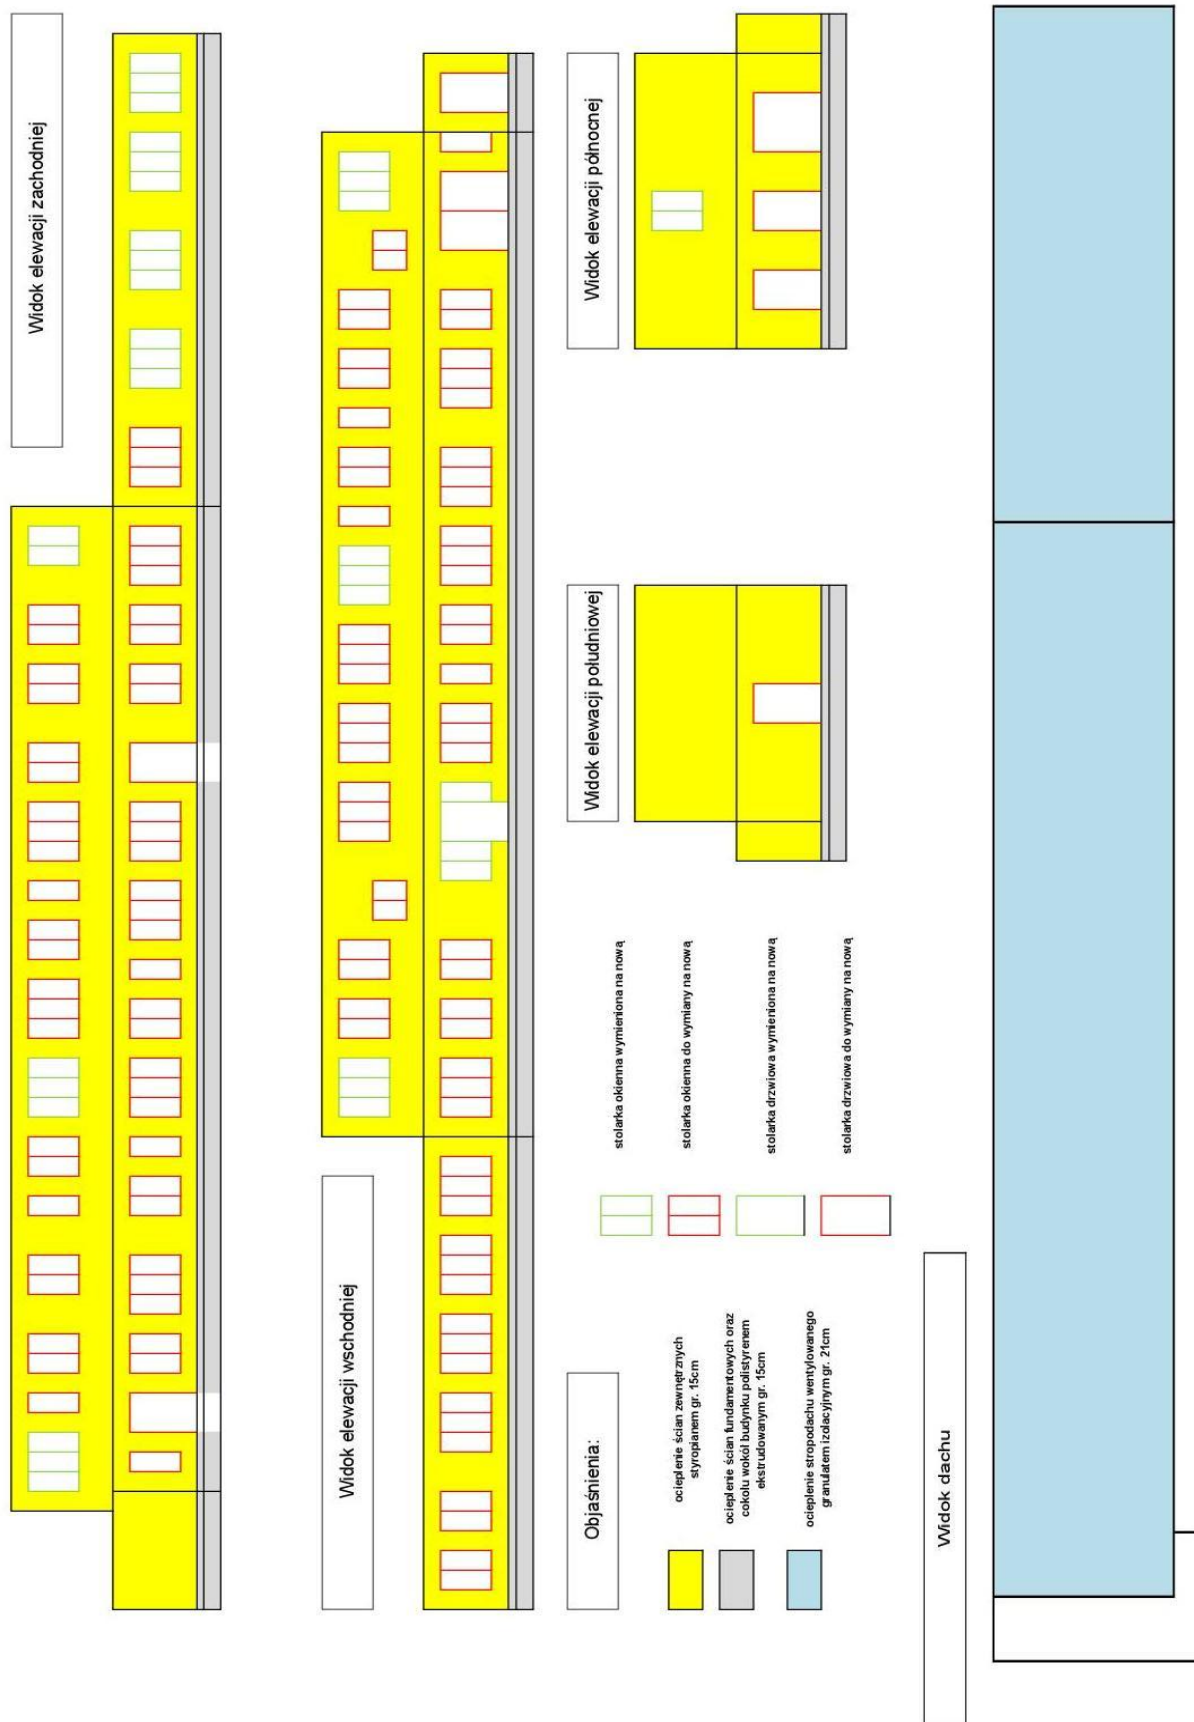 Widok elewacji zachodniej
Widok elewacji wschodniej
Widok elewacji północnej
Widok elewacji południowej
Objaśnienia:
ocieplenie ścian zewnętrznych
styropianem gr. 15cm
ocieplenie ścian fundamentowych oraz
cokołu wokół budynku polistyrenem
ekstrudowanym gr. 15cm
ocieplenie stropodachu wentylowanego
granulatem izolacyjnym gr. 21cm
stolarka okienna wymieniona na nową
stolarka okienna do wymiany na nową
stolarka drzwiowa wymieniona na nową
stolarka drzwiowa do wymiany na nową
Widok dachu